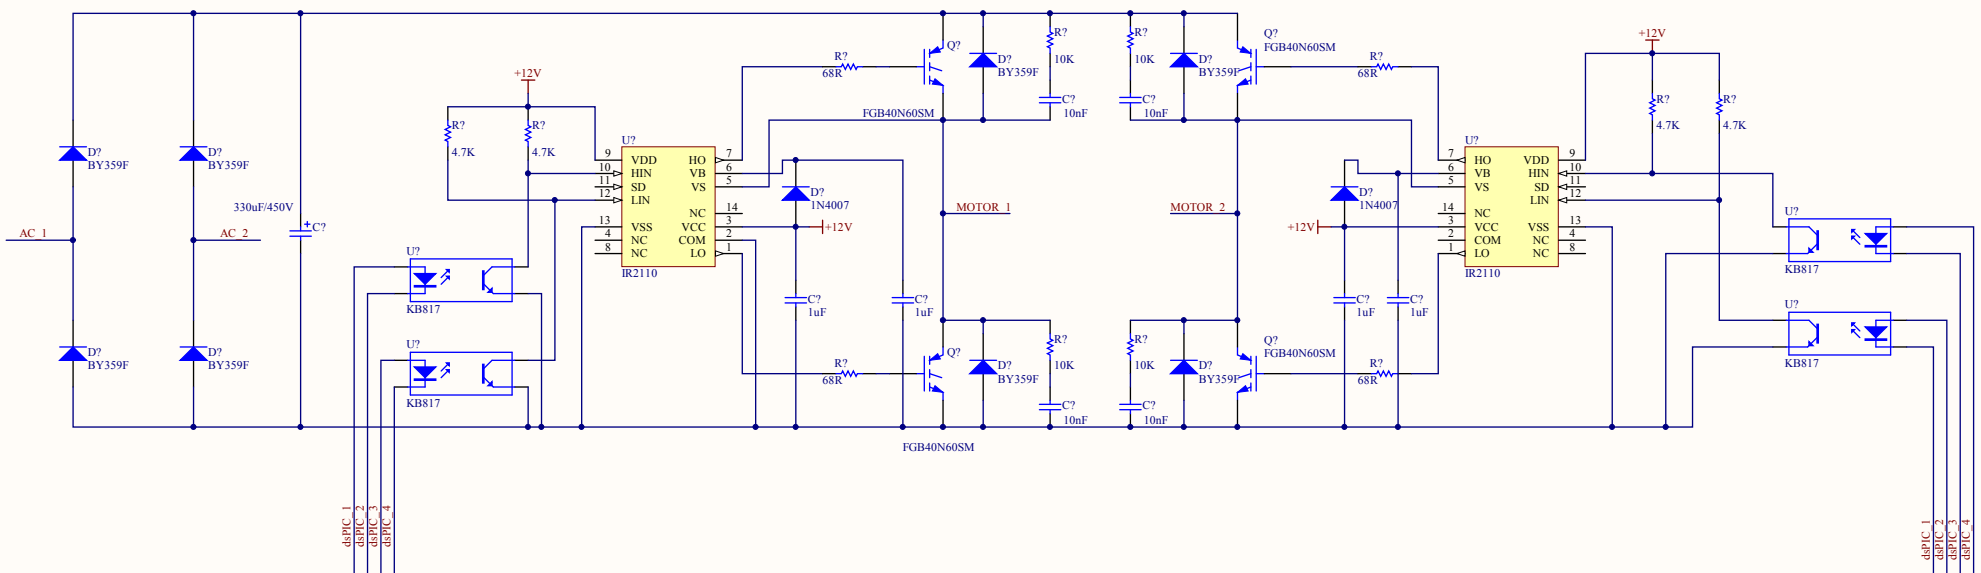 AC_1
D?
BY359F
D?
BY359F
D?
BY359F
D?
BY359F
AC_2
330uF/450V
C?
+12V
R?
4.7K
R?
4.7K
U?
KB817
U?
KB817
dsPIC_1
dsPIC_2
dsPIC_3
dsPIC_4
U?
9 VDD HO 7
10 HIN VB 6
11 SD VS 5
12 LIN
NC 14
13 VSS VCC 3
4 NC COM 2
8 NC LO 1
IR2110
R?
68R
Q?
FGB40N60SM
D?
BY359F
R?
10K
C?
10nF
D?
1N4007
+12V
C?
1uF
C?
1uF
MOTOR_1
R?
68R
Q?
FGB40N60SM
D?
BY359F
R?
10K
C?
10nF
R?
10K
C?
10nF
D?
BY359F
Q?
FGB40N60SM
R?
68R
MOTOR_2
D?
1N4007
+12V
C?
1uF
C?
1uF
R?
10K
C?
10nF
D?
BY359F
Q?
FGB40N60SM
R?
68R
U?
7 HO VDD 9
6 VB HIN 10
5 VS SD 11
LIN 12
14 NC
3 VCC VSS 13
2 COM NC 4
1 LO NC 8
IR2110
+12V
R?
4.7K
R?
4.7K
U?
KB817
U?
KB817
dsPIC_1
dsPIC_2
dsPIC_3
dsPIC_4